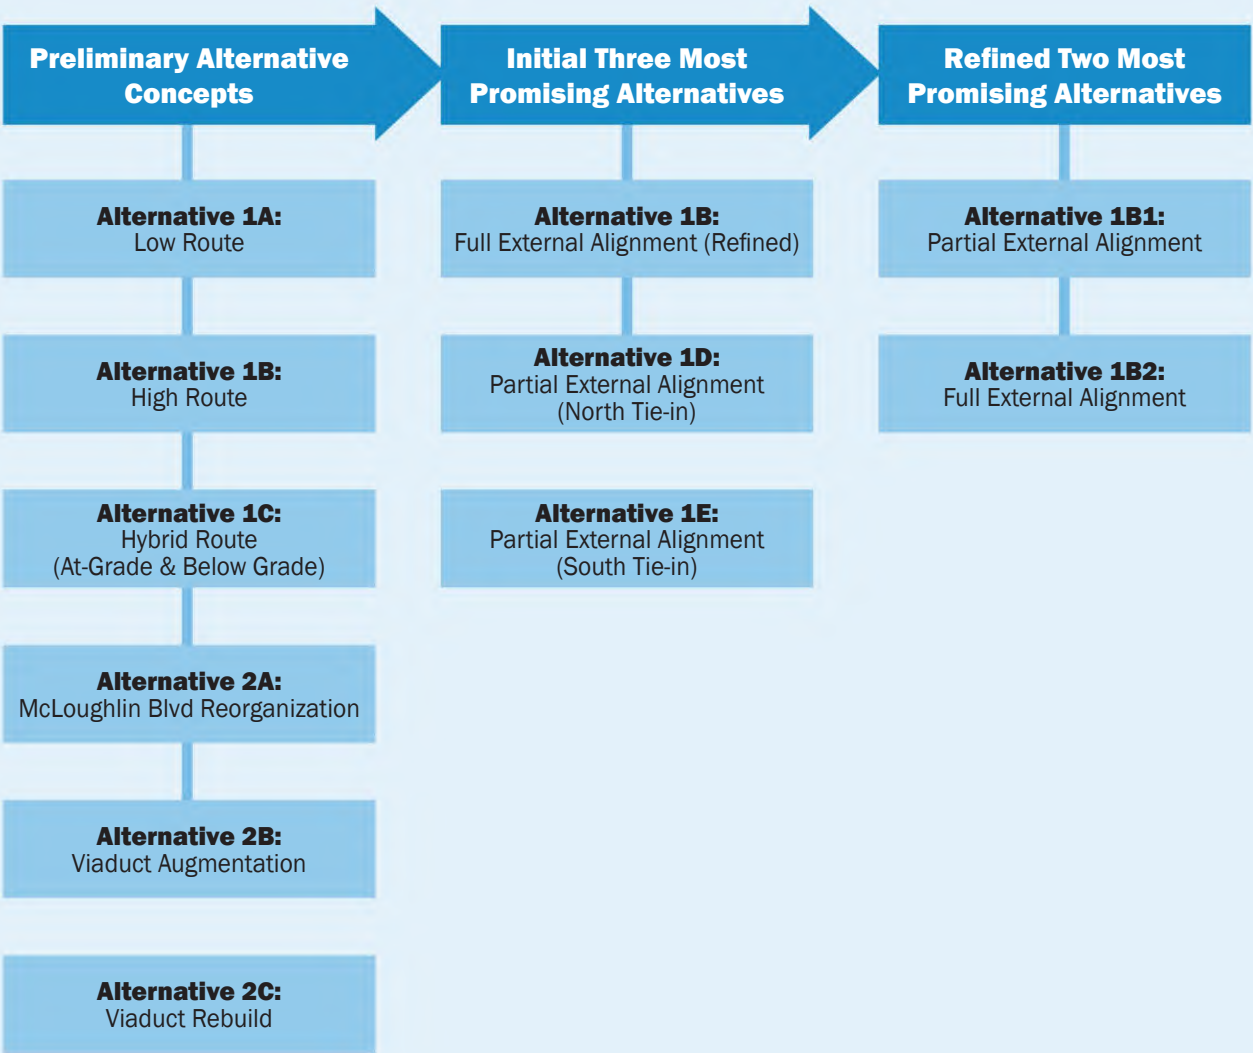 Preliminary Alternative
Concepts
Initial Three Most
Promising Alternatives
Refined Two Most
Promising Alternatives
Alternative 1A:
Low Route
Alternative 1B:
High Route
Alternative 1C:
Hybrid Route
(At-Grade & Below Grade)
Alternative 2A:
McLoughlin Blvd Reorganization
Alternative 2B:
Viaduct Augmentation
Alternative 2C:
Viaduct Rebuild
Alternative 1B:
Full External Alignment (Refined)
Alternative 1D:
Partial External Alignment
(North Tie-in)
Alternative 1E:
Partial External Alignment
(South Tie-in)
Alternative 1B1:
Partial External Alignment
Alternative 1B2:
Full External Alignment